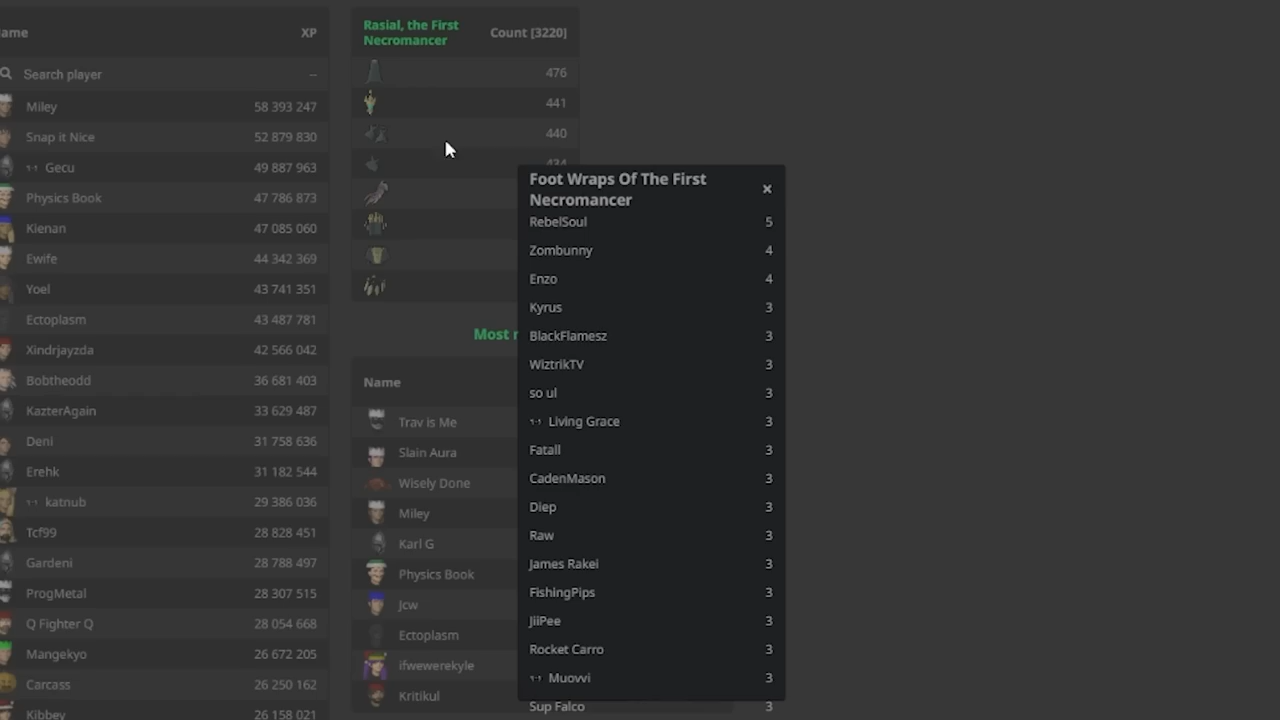 ame XP
Search player --
Miley 58 393 247
Snap it Nice 52 879 830
Gecu 49 887 963
Physics Book 47 786 873
Kienan 47 085 060
Ewife 44 342 369
Yoel 43 741 351
Ectoplasm 43 487 781
Xindrjayzda 42 566 042
Bobtheodd 36 681 403
KazterAgain 33 629 487
Deni 31 758 636
Erehk 31 182 544
katnub 29 386 036
Tcf99 28 828 451
Gardeni 28 788 497
ProgMetal 28 307 515
Q Fighter Q 28 054 668
Mangekyo 26 672 205
Carcass 26 250 162
Kibbey 26 158 021
Rasial, the First
Necromancer
Count [3220]
476
441
440
434
Most
Name
Trav is Me
Slain Aura
Wisely Done
Miley
Karl G
Physics Book
Jcw
Ectoplasm
ifwewerekyle
Kritikul
Foot Wraps Of The First
Necromancer
×
RebelSoul 5
Zombunny 4
Enzo 4
Kyrus 3
BlackFlamesz 3
WiztrikTV 3
so ul 3
Living Grace 3
Fatall 3
CadenMason 3
Diep 3
Raw 3
James Rakei 3
FishingPips 3
JiiPee 3
Rocket Carro 3
Muovvi 3
Sup Falco 3